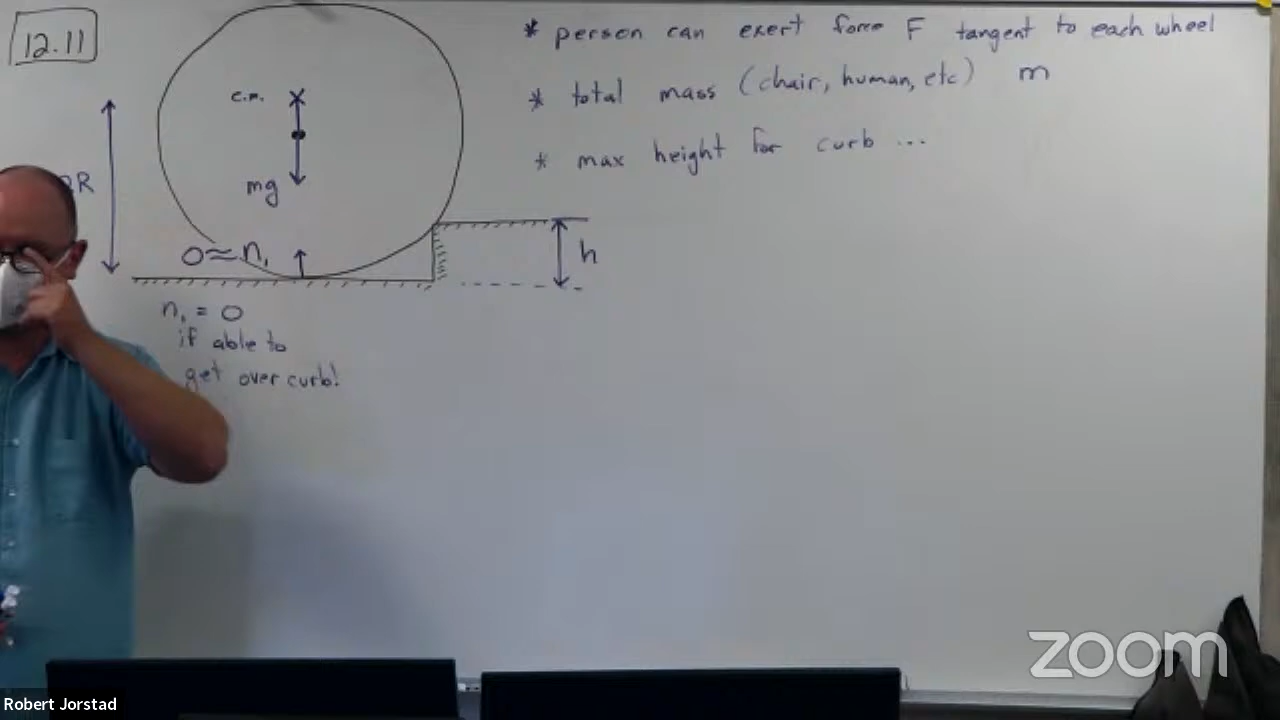 12.11
* person can exert force F tangent to each wheel
* total mass (chair, human, etc) m
* max height for curb ...
c.m.
R
mg
0≈n₁
h
n₁ = 0
if able to
get over curb!
zoom
Robert Jorstad